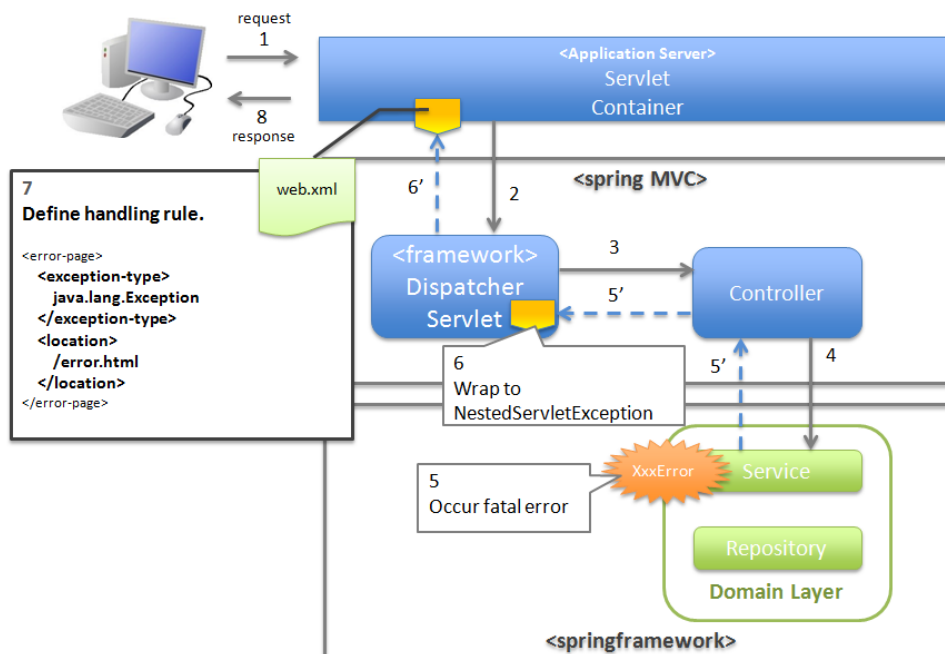 request
1
8
response
<Application Server>
Servlet
Container
web.xml
7
Define handling rule.
<error-page>
<exception-type>
java.lang.Exception
</exception-type>
<location>
/error.html
</location>
</error-page>
6’
2
<spring MVC>
<framework>
Dispatcher
Servlet
3
5’
Controller
6
Wrap to
NestedServletException
5’
4
5
Occur fatal error
XxxError
Service
Repository
Domain Layer
<springframework>